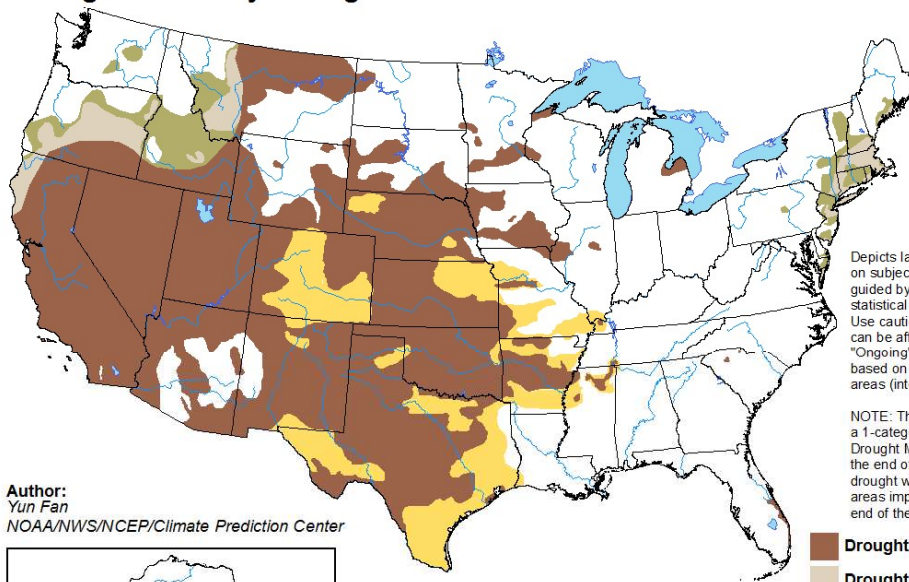 Depicts la
on subjec
guided by
statistical
Use cauti
can be aff
"Ongoing"
based on
areas (int
NOTE: Th
a 1-categ
Drought M
the end of
drought w
areas imp
end of the
Author:
Yun Fan
NOAA/NWS/NCEP/Climate Prediction Center
Drought
Drought